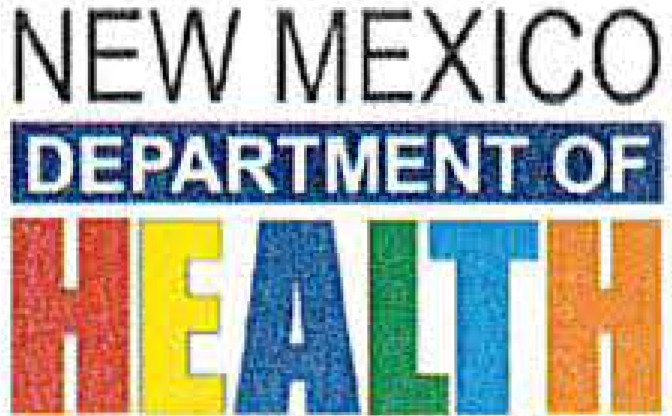 NEW MEXICO
DEPARTMENT OF
HEALTH